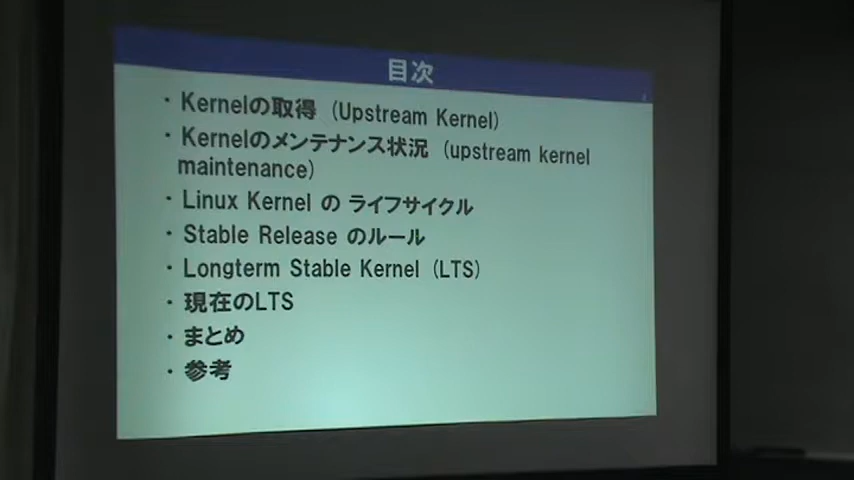 目次
・Kernelの取得 (Upstream Kernel)
・Kernelのメンテナンス状況 (upstream kernel
maintenance)
・Linux Kernel の ライフサイクル
・Stable Release のルール
・Longterm Stable Kernel (LTS)
・現在のLTS
・まとめ
・参考